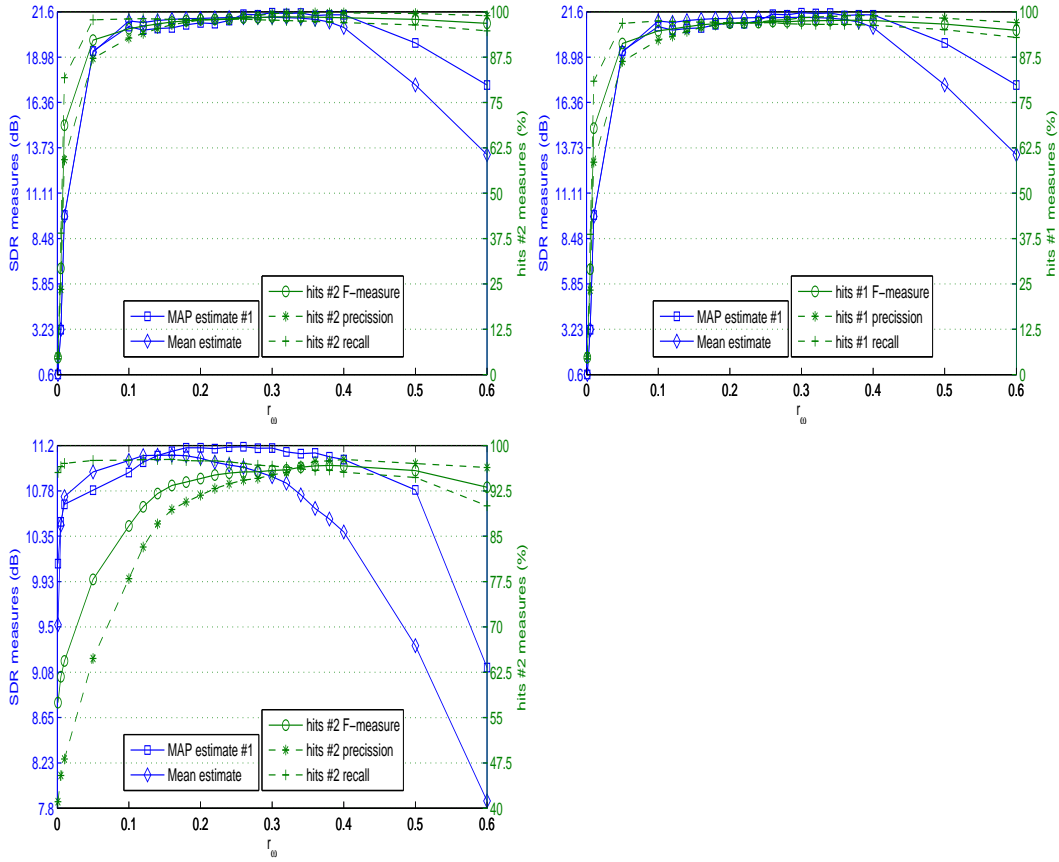 21.6
18.98
16.36
13.73
11.11
8.48
5.85
3.23
0.60
SDR measures (dB)
100
87.5
75
62.5
50
37.5
25
12.5
0
hits #2 measures (%)
MAP estimate #1
Mean estimate
hits #2 F−measure
hits #2 precission
hits #2 recall
0 0.1 0.2 0.3 0.4 0.5 0.6
r_ω
21.6
18.98
16.36
13.73
11.11
8.48
5.85
3.23
0.60
SDR measures (dB)
100
87.5
75
62.5
50
37.5
25
12.5
0
hits #1 measures (%)
MAP estimate #1
Mean estimate
hits #1 F−measure
hits #1 precission
hits #1 recall
0 0.1 0.2 0.3 0.4 0.5 0.6
r_ω
11.2
10.78
10.35
9.93
9.5
9.08
8.65
8.23
7.8
SDR measures (dB)
100
92.5
85
77.5
70
62.5
55
47.5
40
hits #2 measures (%)
MAP estimate #1
Mean estimate
hits #2 F−measure
hits #2 precission
hits #2 recall
0 0.1 0.2 0.3 0.4 0.5 0.6
r_ω